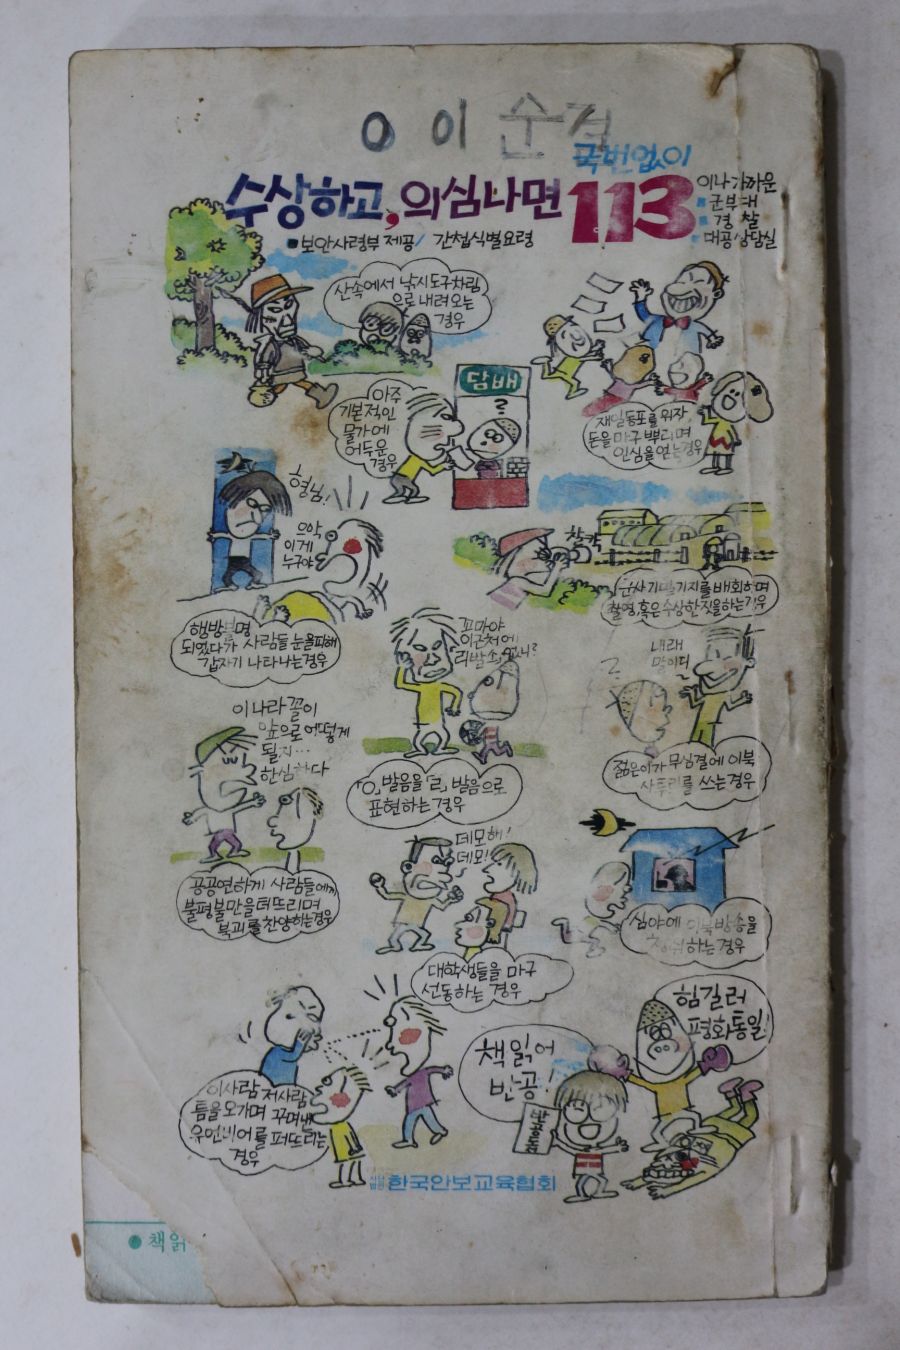 O 이 순
국번없이
수상하고, 의심나면 113
이나 가까운
■ 군부대
■ 경찰
■ 대공상담실
■ 보안사령부 제공/ 간첩식별요령
산속에서 낚시도구차림
으로 내려 오는
경우
담배
?
아주
기본적인
물가에
어두운
경우
재일동포를 위장
돈을 마구 뿌리며
인심을 얻는 경우
형님!
으악
이게
누구야
찰칵
군사기밀기지를 배회하며
촬영, 혹은 수상한 짓을 하는 경우
행방불명
되었다가 사람들 눈을 피해
갑자기 나타나는 경우
꼬마야
이근처에
리발소 없니?
내래
말이디
?
이나라 꼴이
앞으로 어떻게
될지…
한심하다
「ㅇ」발음을「ㄹ」발음으로
표현하는 경우
젊은이가 무심결에 이북
사투리를 쓰는 경우
데모해!
데모!
공공연하게 사람들에게
불평불만을 터뜨리며
북괴를 찬양하는 경우
심야에 이북방송을
청취하는 경우
대학생들을 마구
선동하는 경우
힘길러
평화통일!
책읽어
반공!
이사람 저사람
틈을 오가며 꾸며낸
유언비어를 퍼뜨리는
경우
한국안보교육협회
● 책읽